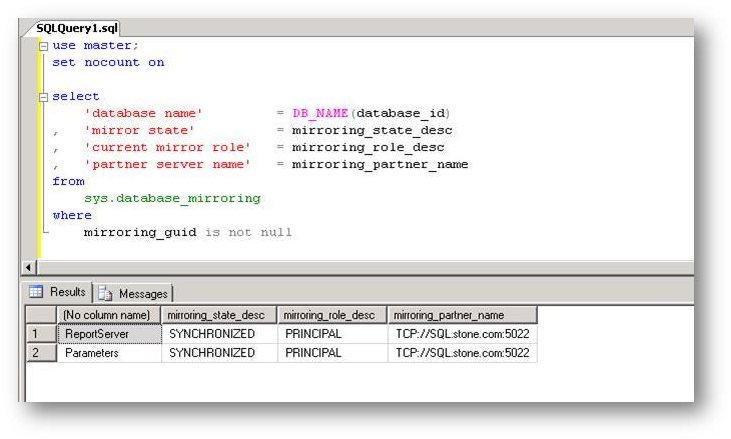 SQLQuery1.sql
use master;
set nocount on
select
'database name' = DB_NAME(database_id)
, 'mirror state' = mirroring_state_desc
, 'current mirror role' = mirroring_role_desc
, 'partner server name' = mirroring_partner_name
from
sys.database_mirroring
where
mirroring_guid is not null
Results Messages
(No column name) mirroring_state_desc mirroring_role_desc mirroring_partner_name
1 ReportServer SYNCHRONIZED PRINCIPAL TCP://SQL.stone.com:5022
2 Parameters SYNCHRONIZED PRINCIPAL TCP://SQL.stone.com:5022